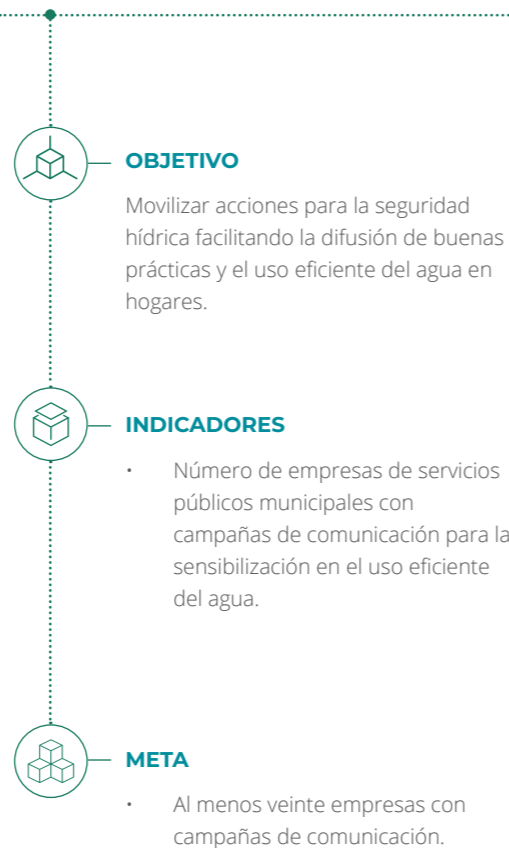 OBJETIVO
Movilizar acciones para la seguridad
hídrica facilitando la difusión de buenas
prácticas y el uso eficiente del agua en
hogares.
INDICADORES
• Número de empresas de servicios
públicos municipales con
campañas de comunicación para la
sensibilización en el uso eficiente
del agua.
META
• Al menos veinte empresas con
campañas de comunicación.